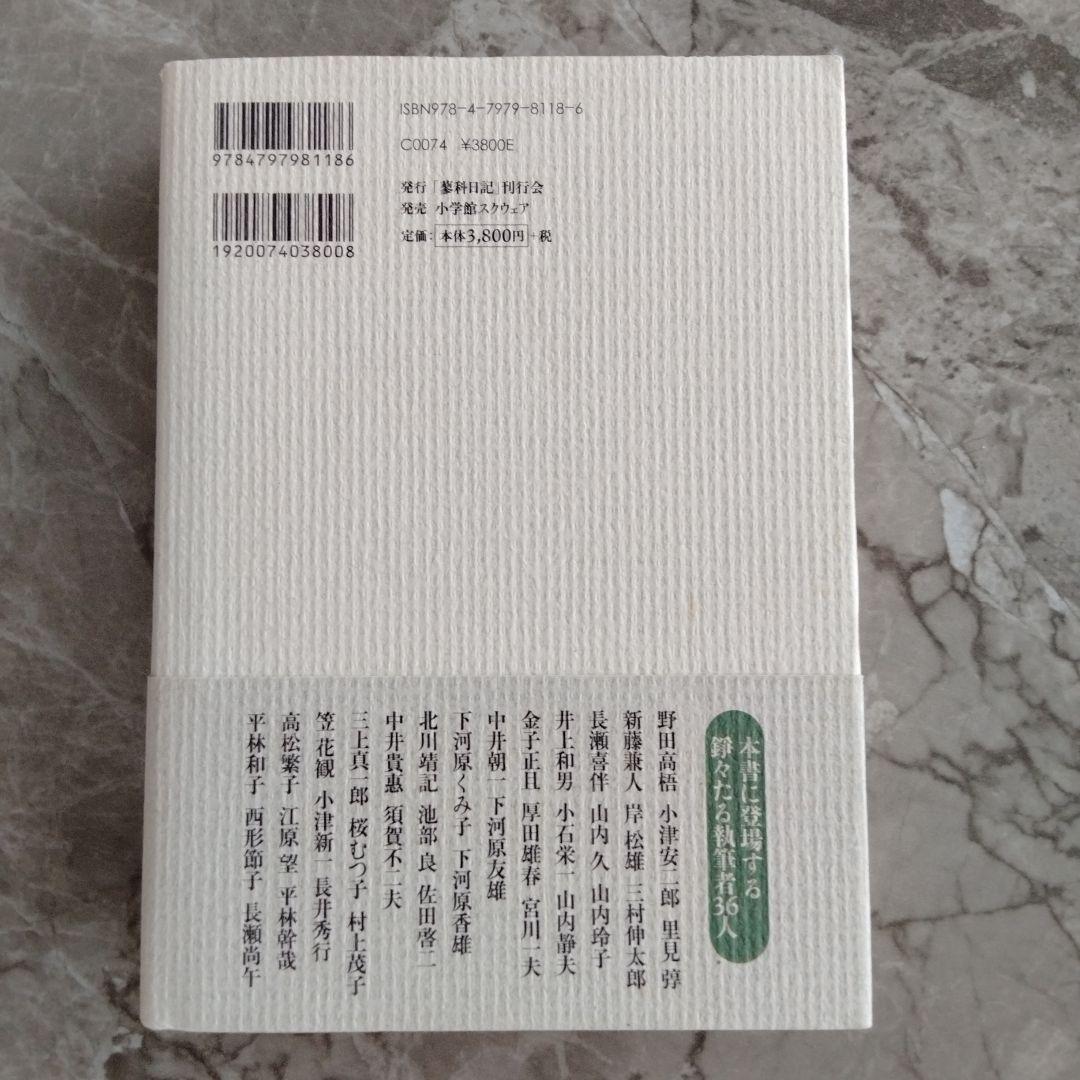 ISBN978-4-7979-8118-6
9784797981186
C0074 ¥3800E
発行「蓼科日記」刊行会
発売 小学館スクウェア
定価：本体3,800円+税
1920074038008
本書に登場する
錚々たる執筆者36人
野田高梧 小津安二郎 里見 弴
新藤兼人 岸 松雄 三村伸太郎
長瀬喜伴 山内 久 山内玲子
井上和男 小石栄一 山内静夫
金子正且 厚田雄春 宮川一夫
中井朝一 下河原友雄
下河原くみ子 下河原香雄
北川靖記 池部 良 佐田啓二
中井貴惠 須賀不二夫
三上真一郎 桜むつ子 村上茂子
笠 花観 小津新一 長井秀行
高松繁子 江原 望 平林幹哉
平林和子 西形節子 長瀬尚午